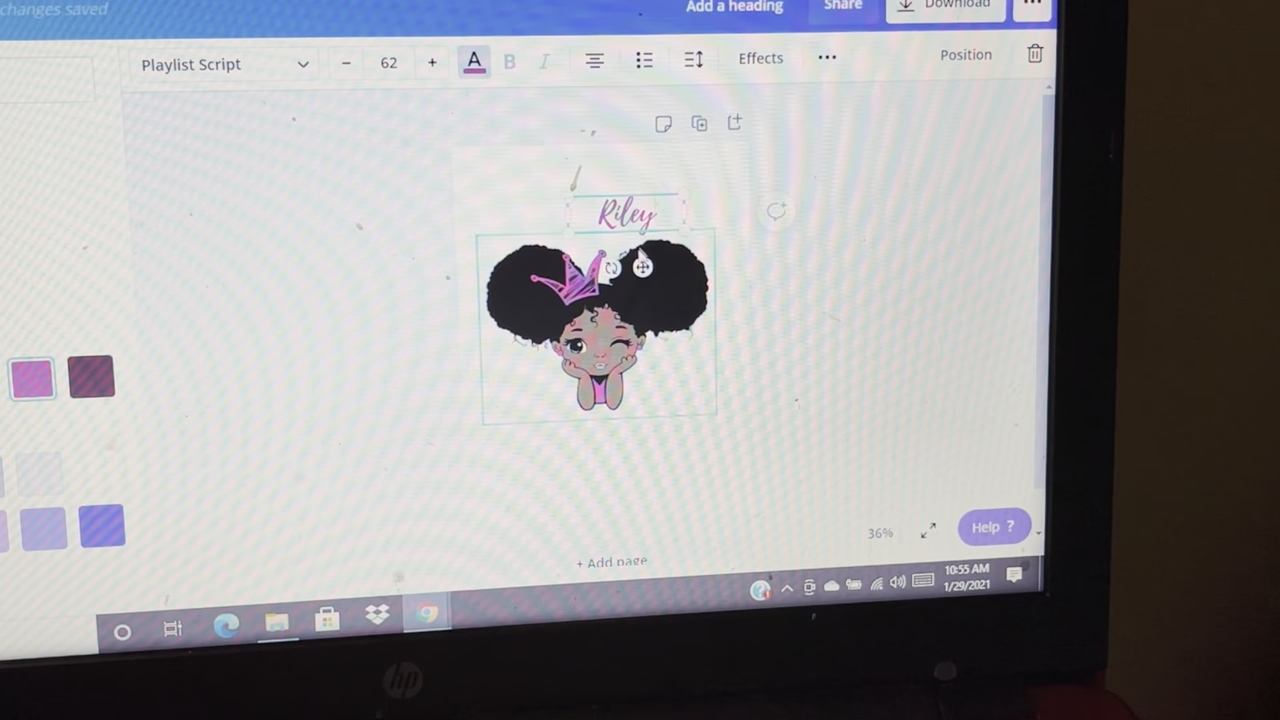 changes saved
Add a heading
Share
Download
Playlist Script
62
A B I
Effects
Position
Riley
36%
Help ?
+ Add page
10:55 AM
1/29/2021
hp